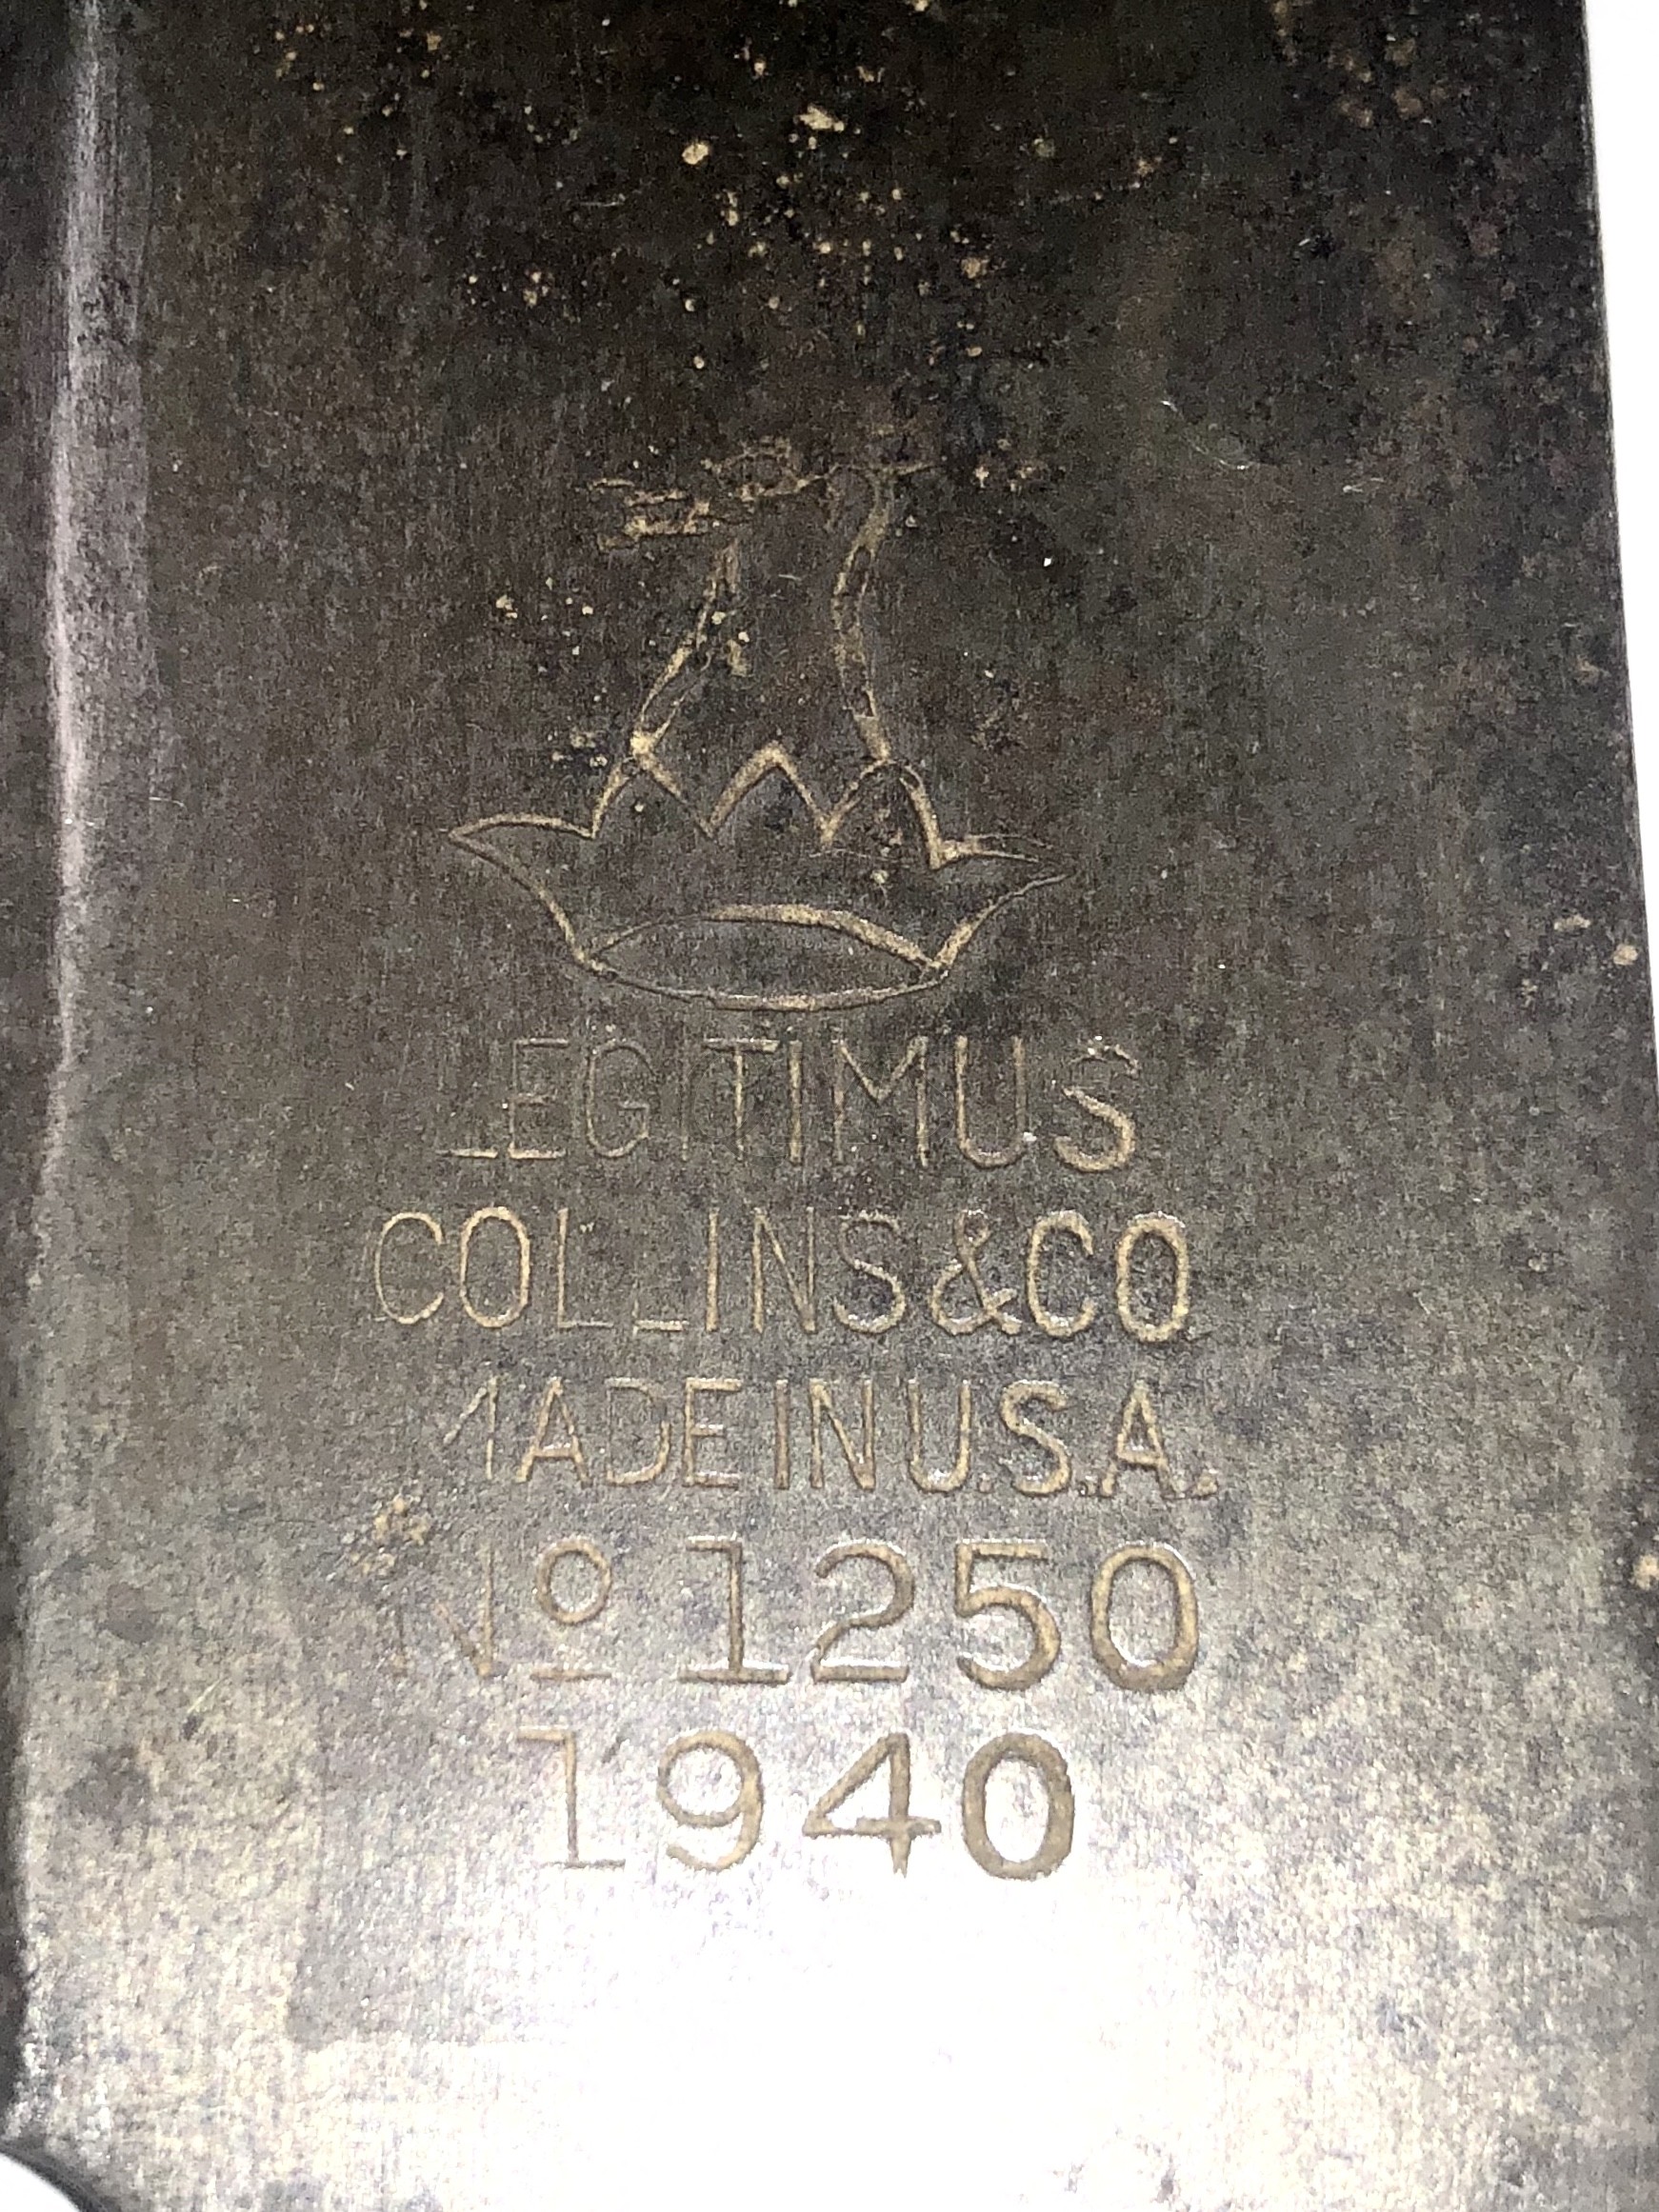 LEGITIMUS
COLLINS&CO
MADE IN U.S.A.
Nº 1250
1940